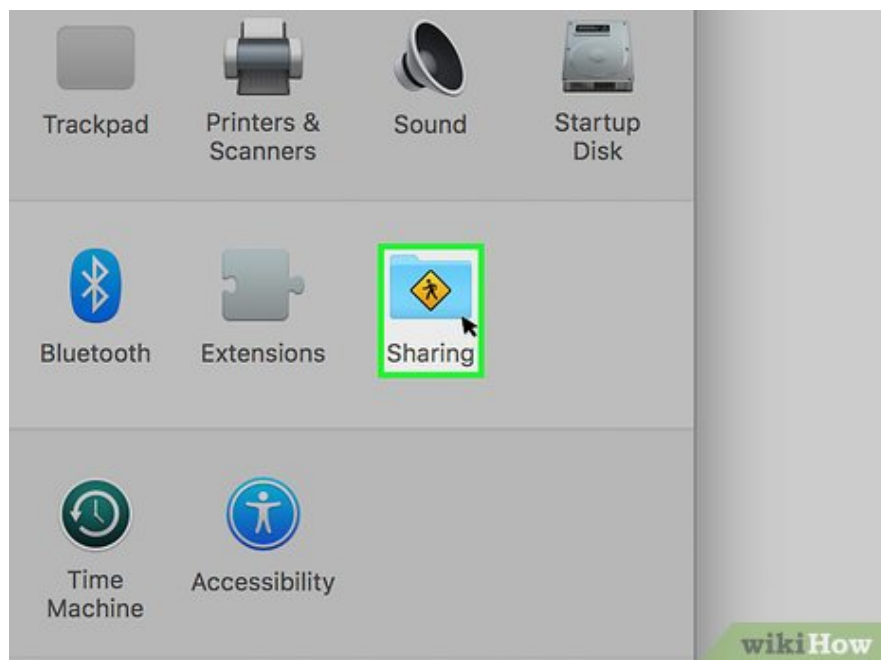 Trackpad
Printers &
Scanners
Sound
Startup
Disk
Bluetooth
Extensions
Sharing
Time
Machine
Accessibility
wikiHow